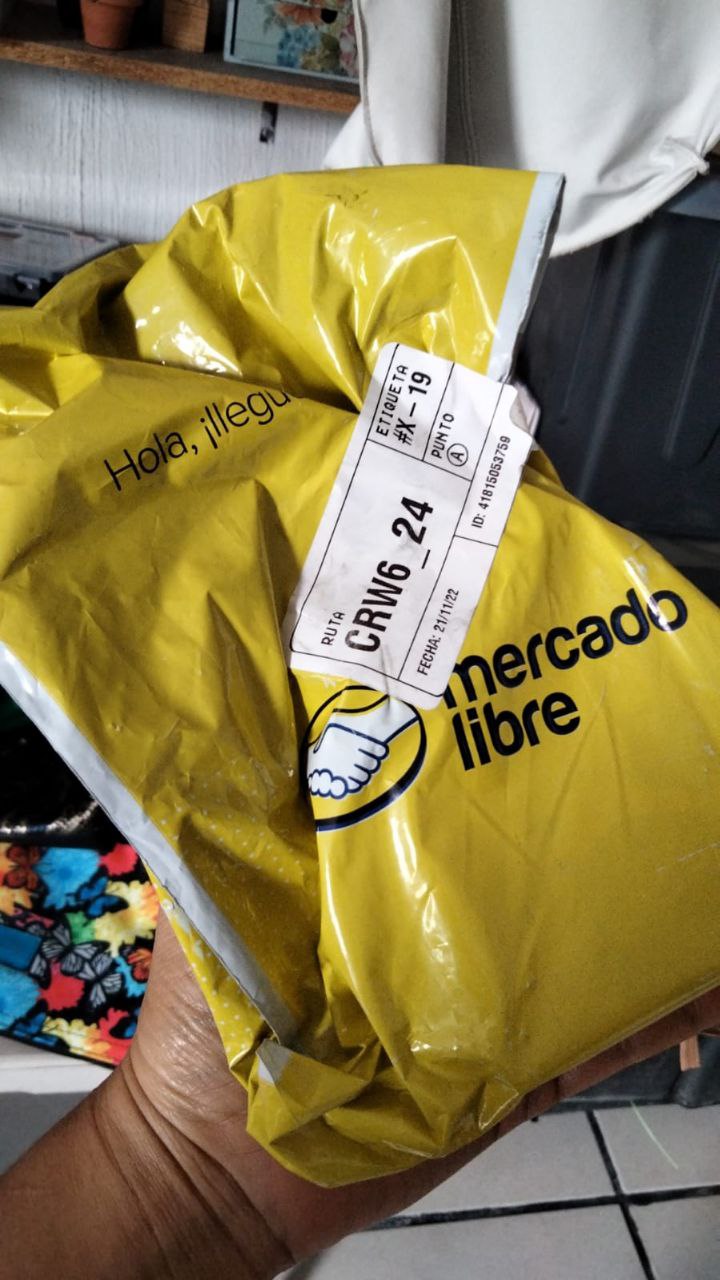 Hola, ¡llegu
ETIQUETA
#X-19
PUNTO
A
RUTA
CRW6_24
FECHA: 21/11/22
ID: 41815053759
mercado
libre